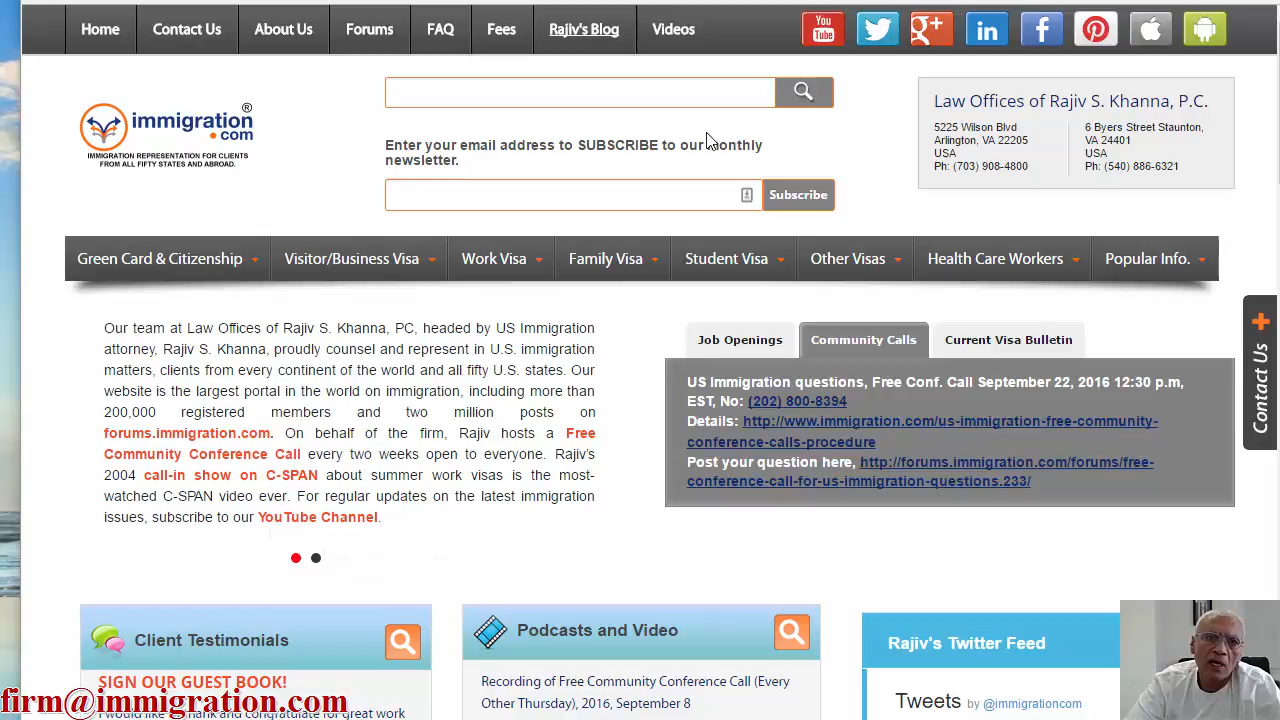 Home Contact Us About Us Forums FAQ Fees Rajiv's Blog Videos
You Tube g+ in f
immigration.com®
IMMIGRATION REPRESENTATION FOR CLIENTS
FROM ALL FIFTY STATES AND ABROAD.
Enter your email address to SUBSCRIBE to our monthly
newsletter.
Subscribe
Law Offices of Rajiv S. Khanna, P.C.
5225 Wilson Blvd
Arlington, VA 22205
USA
Ph: (703) 908-4800
6 Byers Street Staunton,
VA 24401
USA
Ph: (540) 886-6321
Green Card & Citizenship Visitor/Business Visa Work Visa Family Visa Student Visa Other Visas Health Care Workers Popular Info.
Our team at Law Offices of Rajiv S. Khanna, PC, headed by US Immigration
attorney, Rajiv S. Khanna, proudly counsel and represent in U.S. immigration
matters, clients from every continent of the world and all fifty U.S. states. Our
website is the largest portal in the world on immigration, including more than
200,000 registered members and two million posts on
forums.immigration.com. On behalf of the firm, Rajiv hosts a Free
Community Conference Call every two weeks open to everyone. Rajiv's
2004 call-in show on C-SPAN about summer work visas is the most-
watched C-SPAN video ever. For regular updates on the latest immigration
issues, subscribe to our YouTube Channel.
Job Openings Community Calls Current Visa Bulletin
US Immigration questions, Free Conf. Call September 22, 2016 12:30 p.m,
EST, No: (202) 800-8394
Details: http://www.immigration.com/us-immigration-free-community-
conference-calls-procedure
Post your question here, http://forums.immigration.com/forums/free-
conference-call-for-us-immigration-questions.233/
Contact Us
Client Testimonials
SIGN OUR GUEST BOOK!
thank and congratulate for great work
firm@immigration.com
Podcasts and Video
Recording of Free Community Conference Call (Every
Other Thursday), 2016, September 8
Rajiv's Twitter Feed
Tweets by @immigrationcom